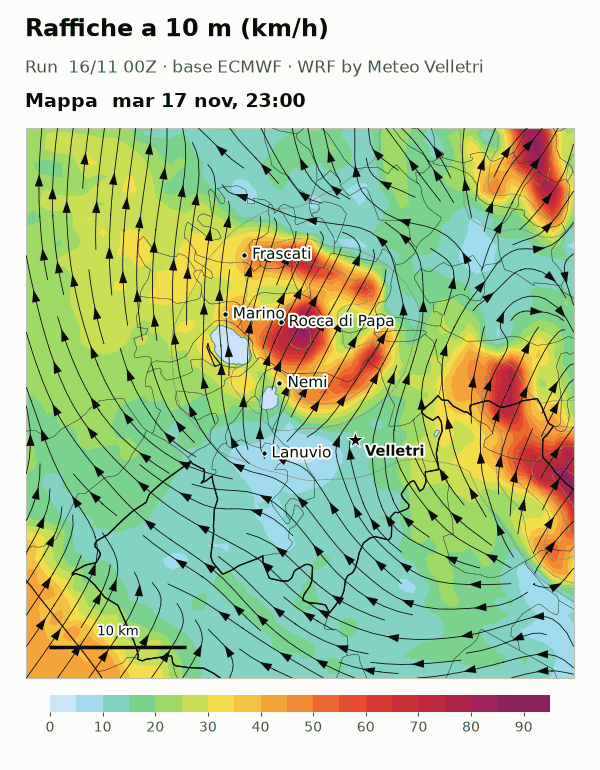 Raffiche a 10 m (km/h)
Run  16/11 00Z · base ECMWF · WRF by Meteo Velletri
Mappa  mar 17 nov, 23:00
Frascati
Marino
Rocca di Papa
Nemi
Velletri
Lanuvio
10 km
0 10 20 30 40 50 60 70 80 90